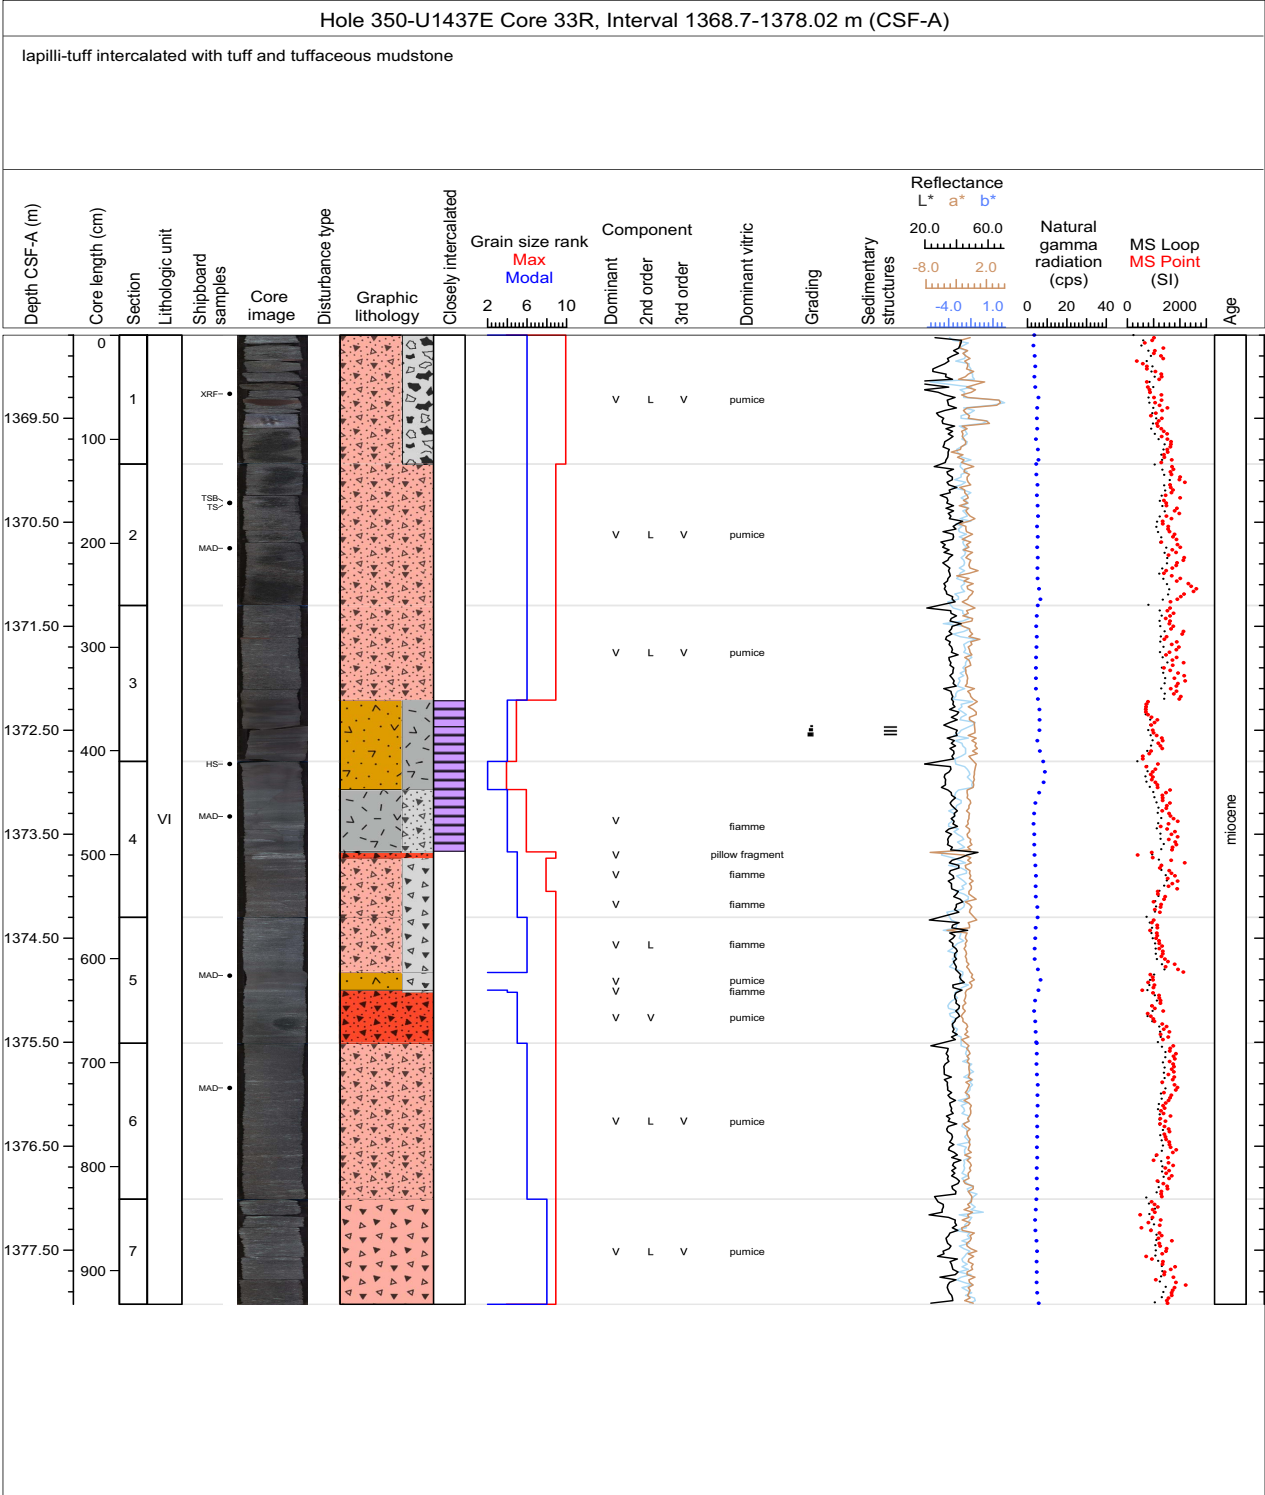 Hole 350-U1437E Core 33R, Interval 1368.7-1378.02 m (CSF-A)
lapilli-tuff intercalated with tuff and tuffaceous mudstone
Depth CSF-A (m)
Core length (cm)
Section
Lithologic unit
Shipboard samples
Core image
Disturbance type
Graphic lithology
Closely intercalated
Grain size rank
Max
Modal
2 6 10
Component
Dominant
2nd order
3rd order
Dominant vitric
Grading
Sedimentary structures
Reflectance
L* a* b*
20.0 60.0
-8.0 2.0
-4.0 1.0
Natural gamma radiation (cps)
0 20 40
MS Loop
MS Point
(SI)
0 2000
Age
0
1
XRF
V L V pumice
1369.50
100
TSB
TS
1370.50
2
V L V pumice
200
MAD
1371.50
300
V L V pumice
3
1372.50
400
HS
VI
MAD
V
fiamme
1373.50
4
miocene
500
V pillow fragment
V fiamme
V fiamme
1374.50
V L fiamme
600
MAD
5
V pumice
V fiamme
V V pumice
1375.50
700
MAD
6
V L V pumice
1376.50
800
7
V L V pumice
1377.50
900